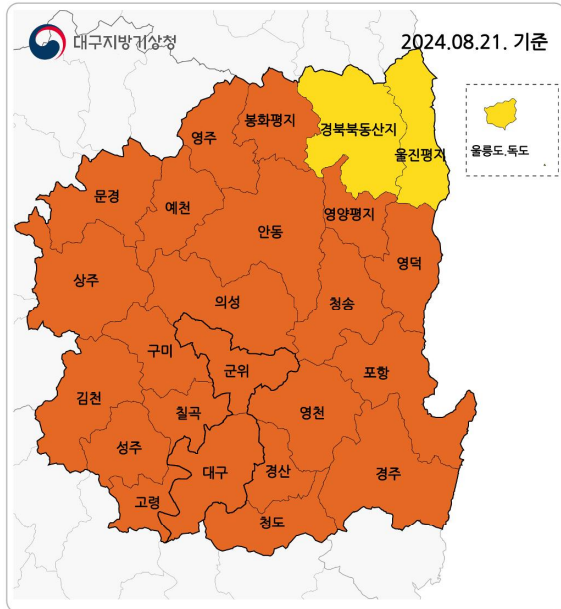 대구지방기상청
2024.08.21. 기준
봉화평지
경북북동산지
영주
울진평지
울릉도.독도
문경
예천
영양평지
안동
영덕
상주
의성
청송
구미
군위
포항
김천
칠곡
영천
성주
대구
경산
경주
고령
청도